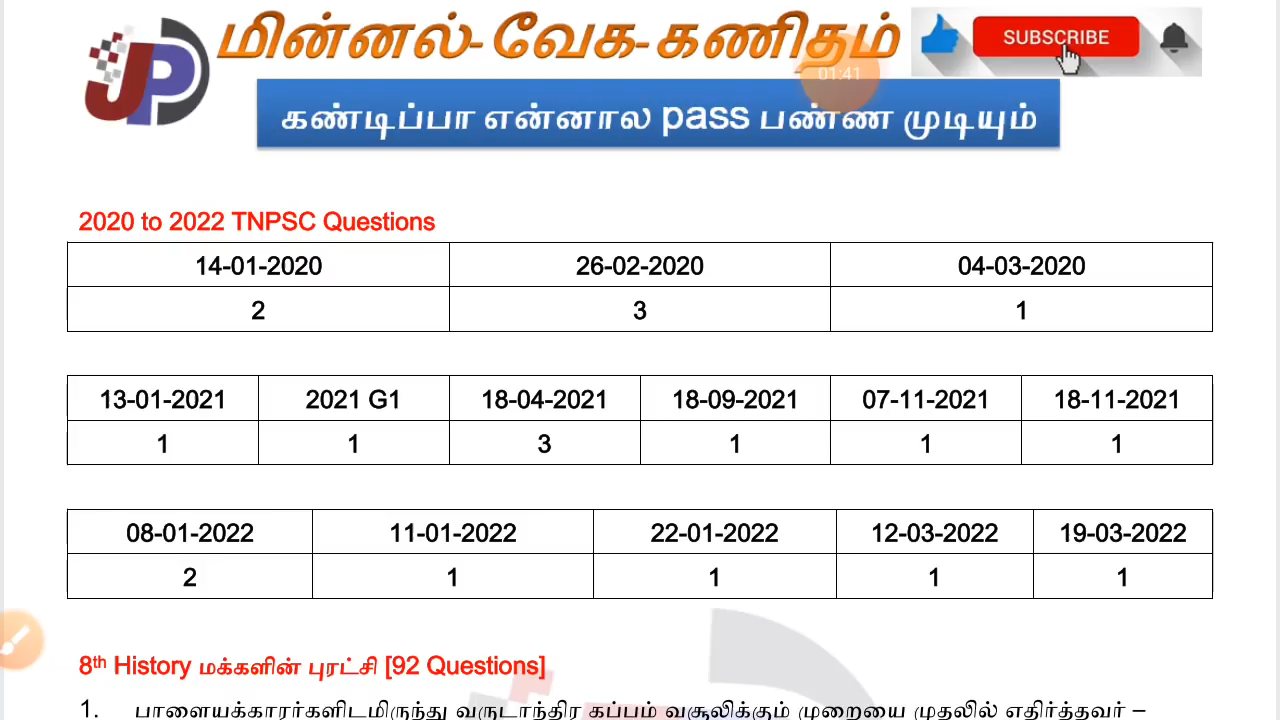 JP
மின்னல்-வேக-கணிதம்
SUBSCRIBE
01:41
கண்டிப்பா என்னால pass பண்ண முடியும்
2020 to 2022 TNPSC Questions
14-01-2020 26-02-2020 04-03-2020
2 3 1
13-01-2021 2021 G1 18-04-2021 18-09-2021 07-11-2021 18-11-2021
1 1 3 1 1 1
08-01-2022 11-01-2022 22-01-2022 12-03-2022 19-03-2022
2 1 1 1 1
8th History மக்களின் புரட்சி [92 Questions]
1. பாளையக்காரர்களிடமிருந்து வருடாந்திர கப்பம் வசூலிக்கும் முறையை முதலில் எதிர்த்தவர் –